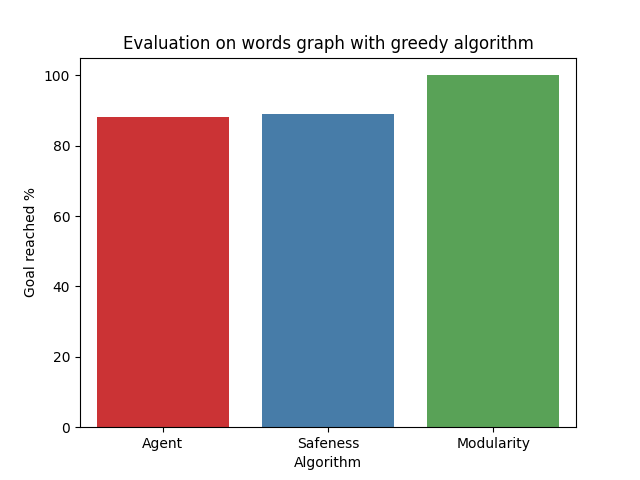 Evaluation on words graph with greedy algorithm
100
80
60
40
20
0
Goal reached %
Agent
Safeness
Modularity
Algorithm